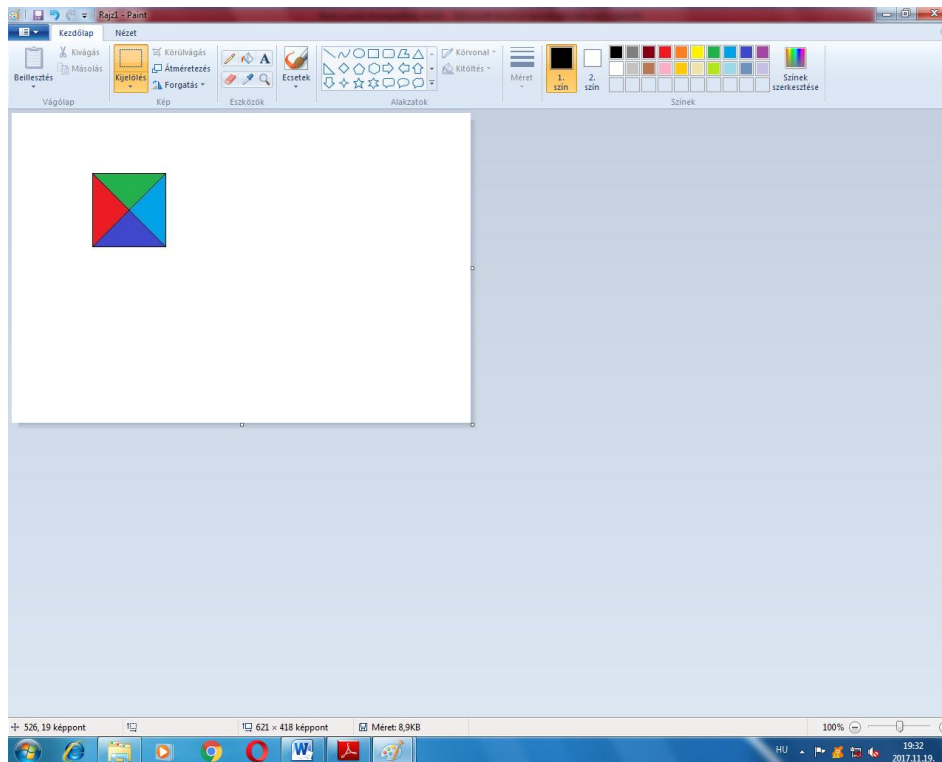 Rajz1 - Paint
Kezdőlap Nézet
Beillesztés
Kivágás
Másolás
Vágólap
Kijelölés
Körülvágás
Átméretezés
Forgatás
Kép
A
Eszközök
Ecsetek
Alakzatok
Körvonal
Kitöltés
Méret
1.
szín
2.
szín
Színek
szerkesztése
Színek
526, 19 képpont 621 × 418 képpont Méret: 8,9KB 100%
HU 19:32
2017.11.19.